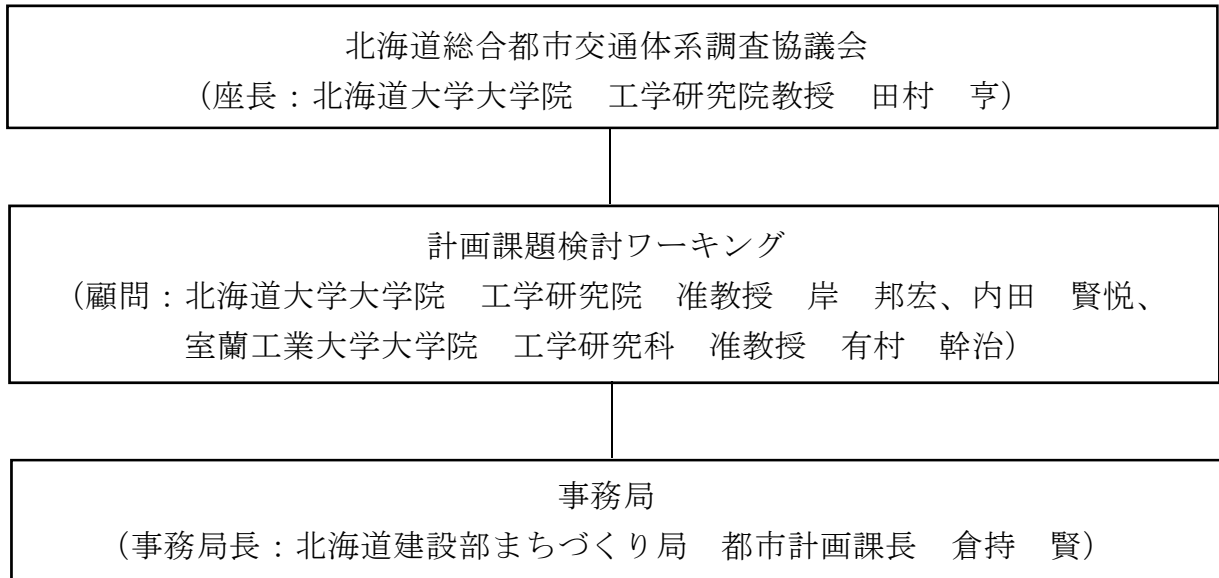 北海道総合都市交通体系調査協議会
（座長：北海道大学大学院　工学研究院教授　田村　亨）
計画課題検討ワーキング
（顧問：北海道大学大学院　工学研究院　准教授　岸　邦宏、内田　賢悦、
室蘭工業大学大学院　工学研究科　准教授　有村　幹治）
事務局
（事務局長：北海道建設部まちづくり局　都市計画課長　倉持　賢）